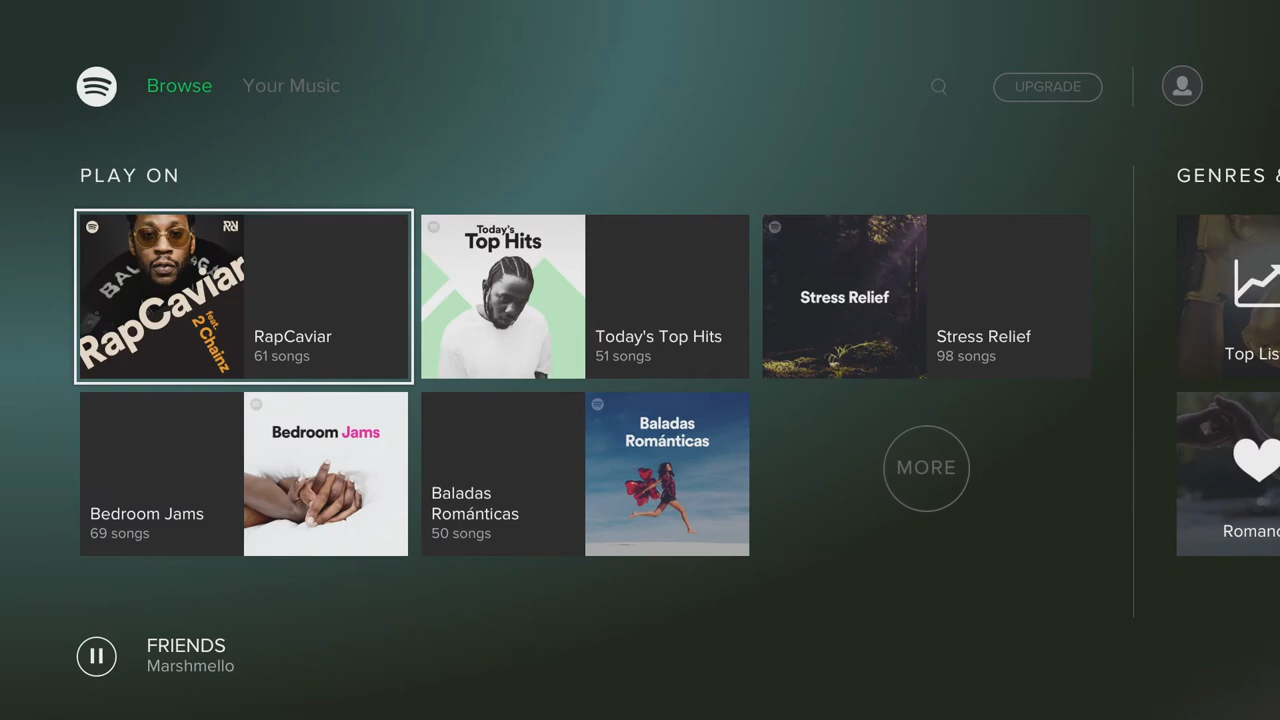 Browse
Your Music
UPGRADE
PLAY ON
GENRES &
RapCaviar
feat.
2 Chainz
RapCaviar
61 songs
Today's
Top Hits
Today's Top Hits
51 songs
Stress Relief
Stress Relief
98 songs
Top Lis
Bedroom Jams
69 songs
Bedroom Jams
Baladas
Románticas
50 songs
Baladas
Románticas
MORE
Romanc
FRIENDS
Marshmello